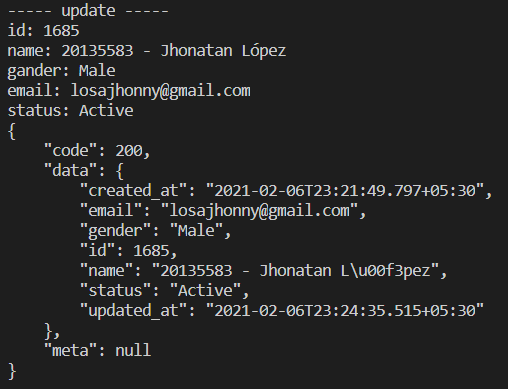 ----- update -----
id: 1685
name: 20135583 - Jhonatan López
gander: Male
email: losajhonny@gmail.com
status: Active
{
    "code": 200,
    "data": {
        "created_at": "2021-02-06T23:21:49.797+05:30",
        "email": "losajhonny@gmail.com",
        "gender": "Male",
        "id": 1685,
        "name": "20135583 - Jhonatan L\u00f3pez",
        "status": "Active",
        "updated_at": "2021-02-06T23:24:35.515+05:30"
    },
    "meta": null
}